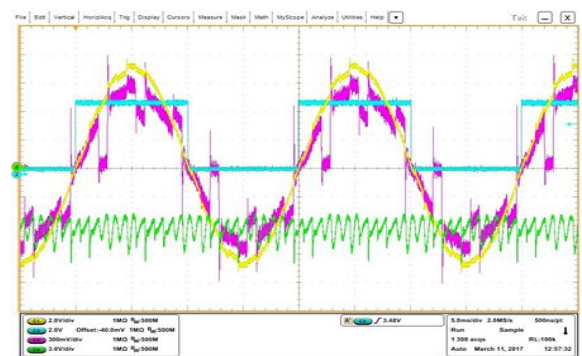 File Edit Vertical Horiz/Acq Trig Display Cursors Measure Mask Math MyScope Analyze Utilities Help
Tek
X
2.0V/div 1MΩ 500M
2.0V Offset:-40.0mV 1MΩ 500M
300mV/div 1MΩ 500M
3.0V/div 1MΩ 500M
A' 3.48V
5.0ms/div 2.0MS/s 500ns/pt
Run Sample
1 388 acqs RL:100k
Auto March 11, 2017 12:57:32